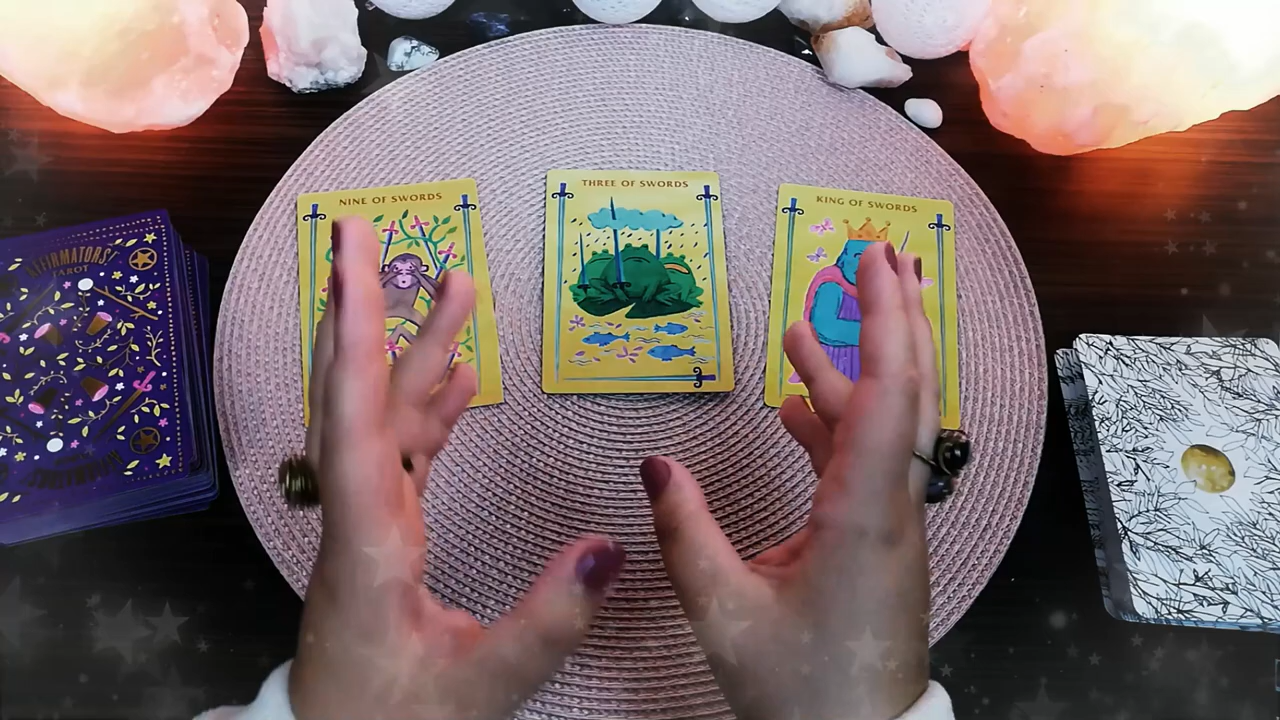 NINE OF SWORDS
THREE OF SWORDS
KING OF SWORDS
AFFIRMATORS!
TAROT